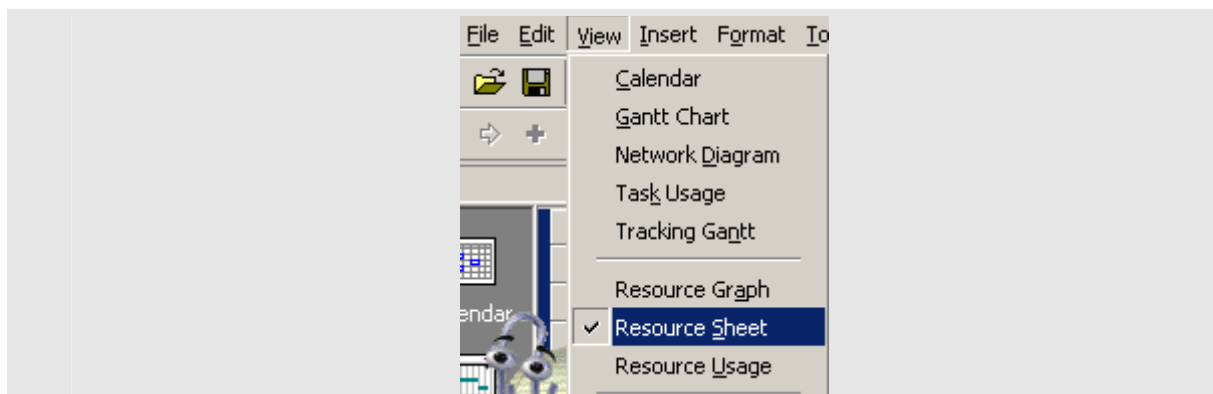 File Edit View Insert Format To
Calendar
Gantt Chart
Network Diagram
Task Usage
Tracking Gantt
Resource Graph
endar
Resource Sheet
Resource Usage